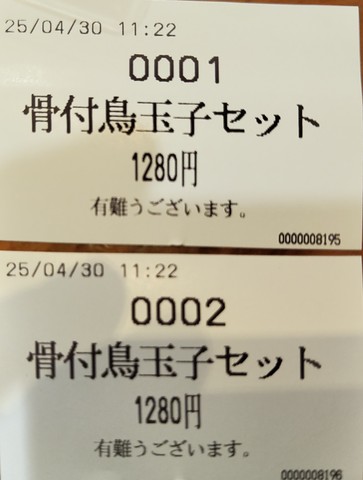 25/04/30 11:22
0001
骨付鳥玉子セット
1280円
有難うございます。
0000008195
25/04/30 11:22
0002
骨付鳥玉子セット
1280円
有難うございます。
0000008196